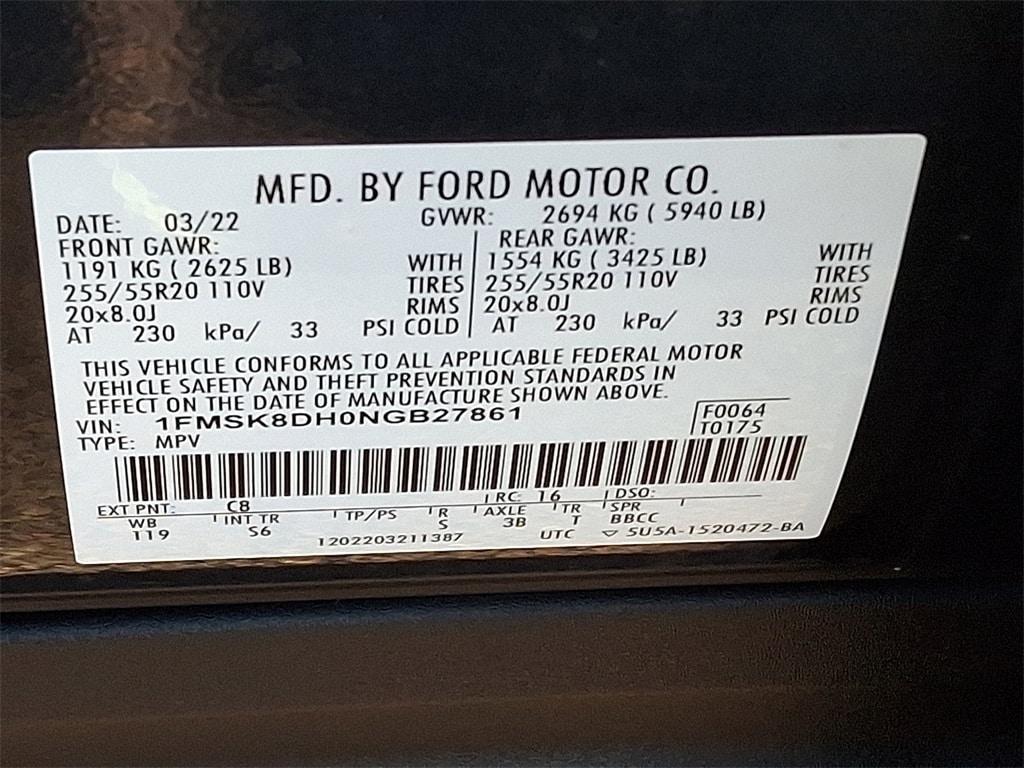 MFD. BY FORD MOTOR CO.
DATE: 03/22 GVWR: 2694 KG ( 5940 LB)
FRONT GAWR: REAR GAWR:
1191 KG ( 2625 LB) WITH 1554 KG ( 3425 LB) WITH
255/55R20 110V TIRES 255/55R20 110V TIRES
20x8.0J RIMS 20x8.0J RIMS
AT 230 kPa/ 33 PSI COLD AT 230 kPa/ 33 PSI COLD
THIS VEHICLE CONFORMS TO ALL APPLICABLE FEDERAL MOTOR
VEHICLE SAFETY AND THEFT PREVENTION STANDARDS IN
EFFECT ON THE DATE OF MANUFACTURE SHOWN ABOVE.
VIN: 1FMSK8DH0NGB27861 F0064
TYPE: MPV T0175
EXT PNT: C8 RC: 16 DSO:
WB INT TR TP/PS R AXLE TR SPR
119 S6 S 3B T BBCC
1202203211387 UTC ▽ 5U5A-1520472-BA